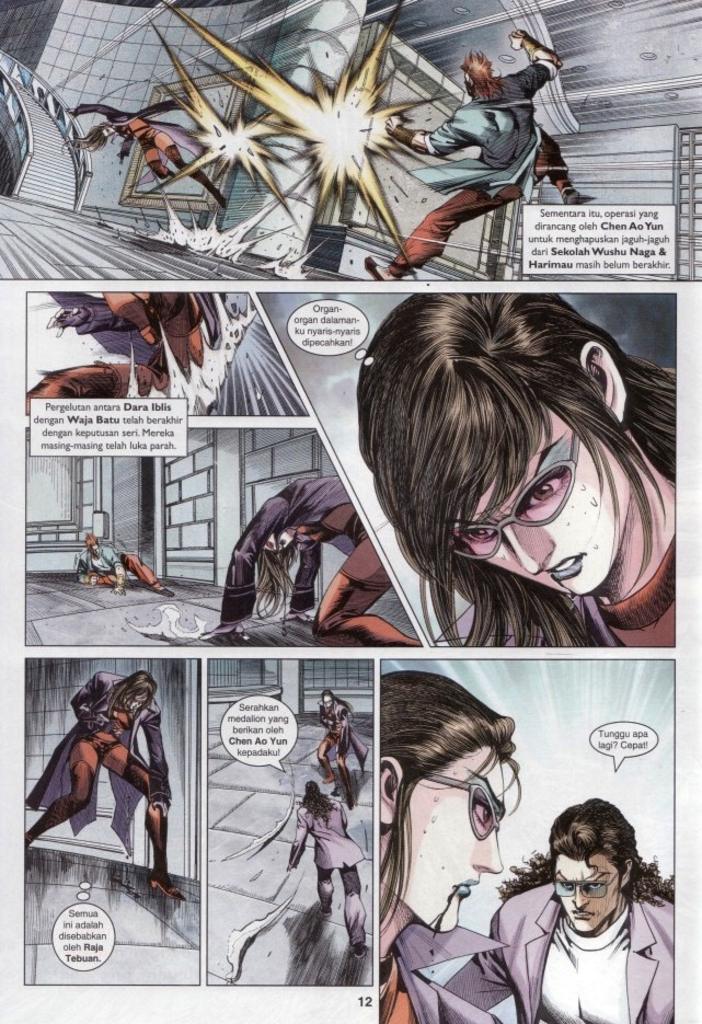 Sementara itu, operasi yang
dirancang oleh Chen Ao Yun
untuk menghapuskan jaguh-jaguh
dari Sekolah Wushu Naga &
Harimau masih belum berakhir.
Organ-
organ dalaman-
ku nyaris-nyaris
dipecahkan!
Pergelutan antara Dara Iblis
dengan Waja Batu telah berakhir
dengan keputusan seri. Mereka
masing-masing telah luka parah.
Semua
ini adalah
disebabkan
oleh Raja
Tebuan.
Serahkan
medalion yang
berikan oleh
Chen Ao Yun
kepadaku!
Tunggu apa
lagi? Cepat!
12